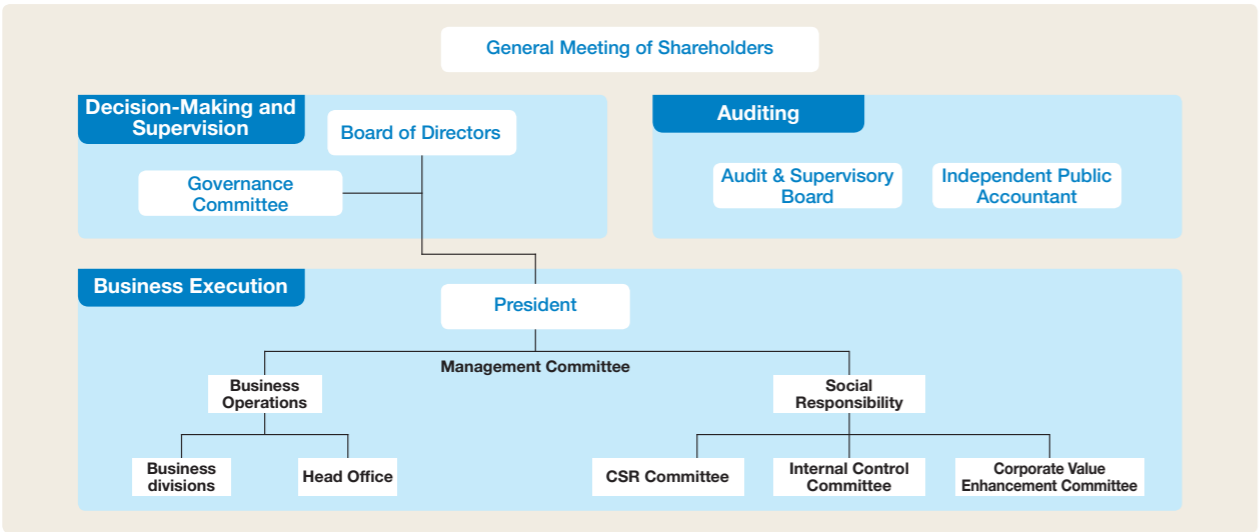 General Meeting of Shareholders
Decision-Making and
Supervision
Board of Directors
Governance
Committee
Auditing
Audit & Supervisory
Board
Independent Public
Accountant
Business Execution
President
Management Committee
Business
Operations
Social
Responsibility
Business
divisions
Head Office
CSR Committee
Internal Control
Committee
Corporate Value
Enhancement Committee